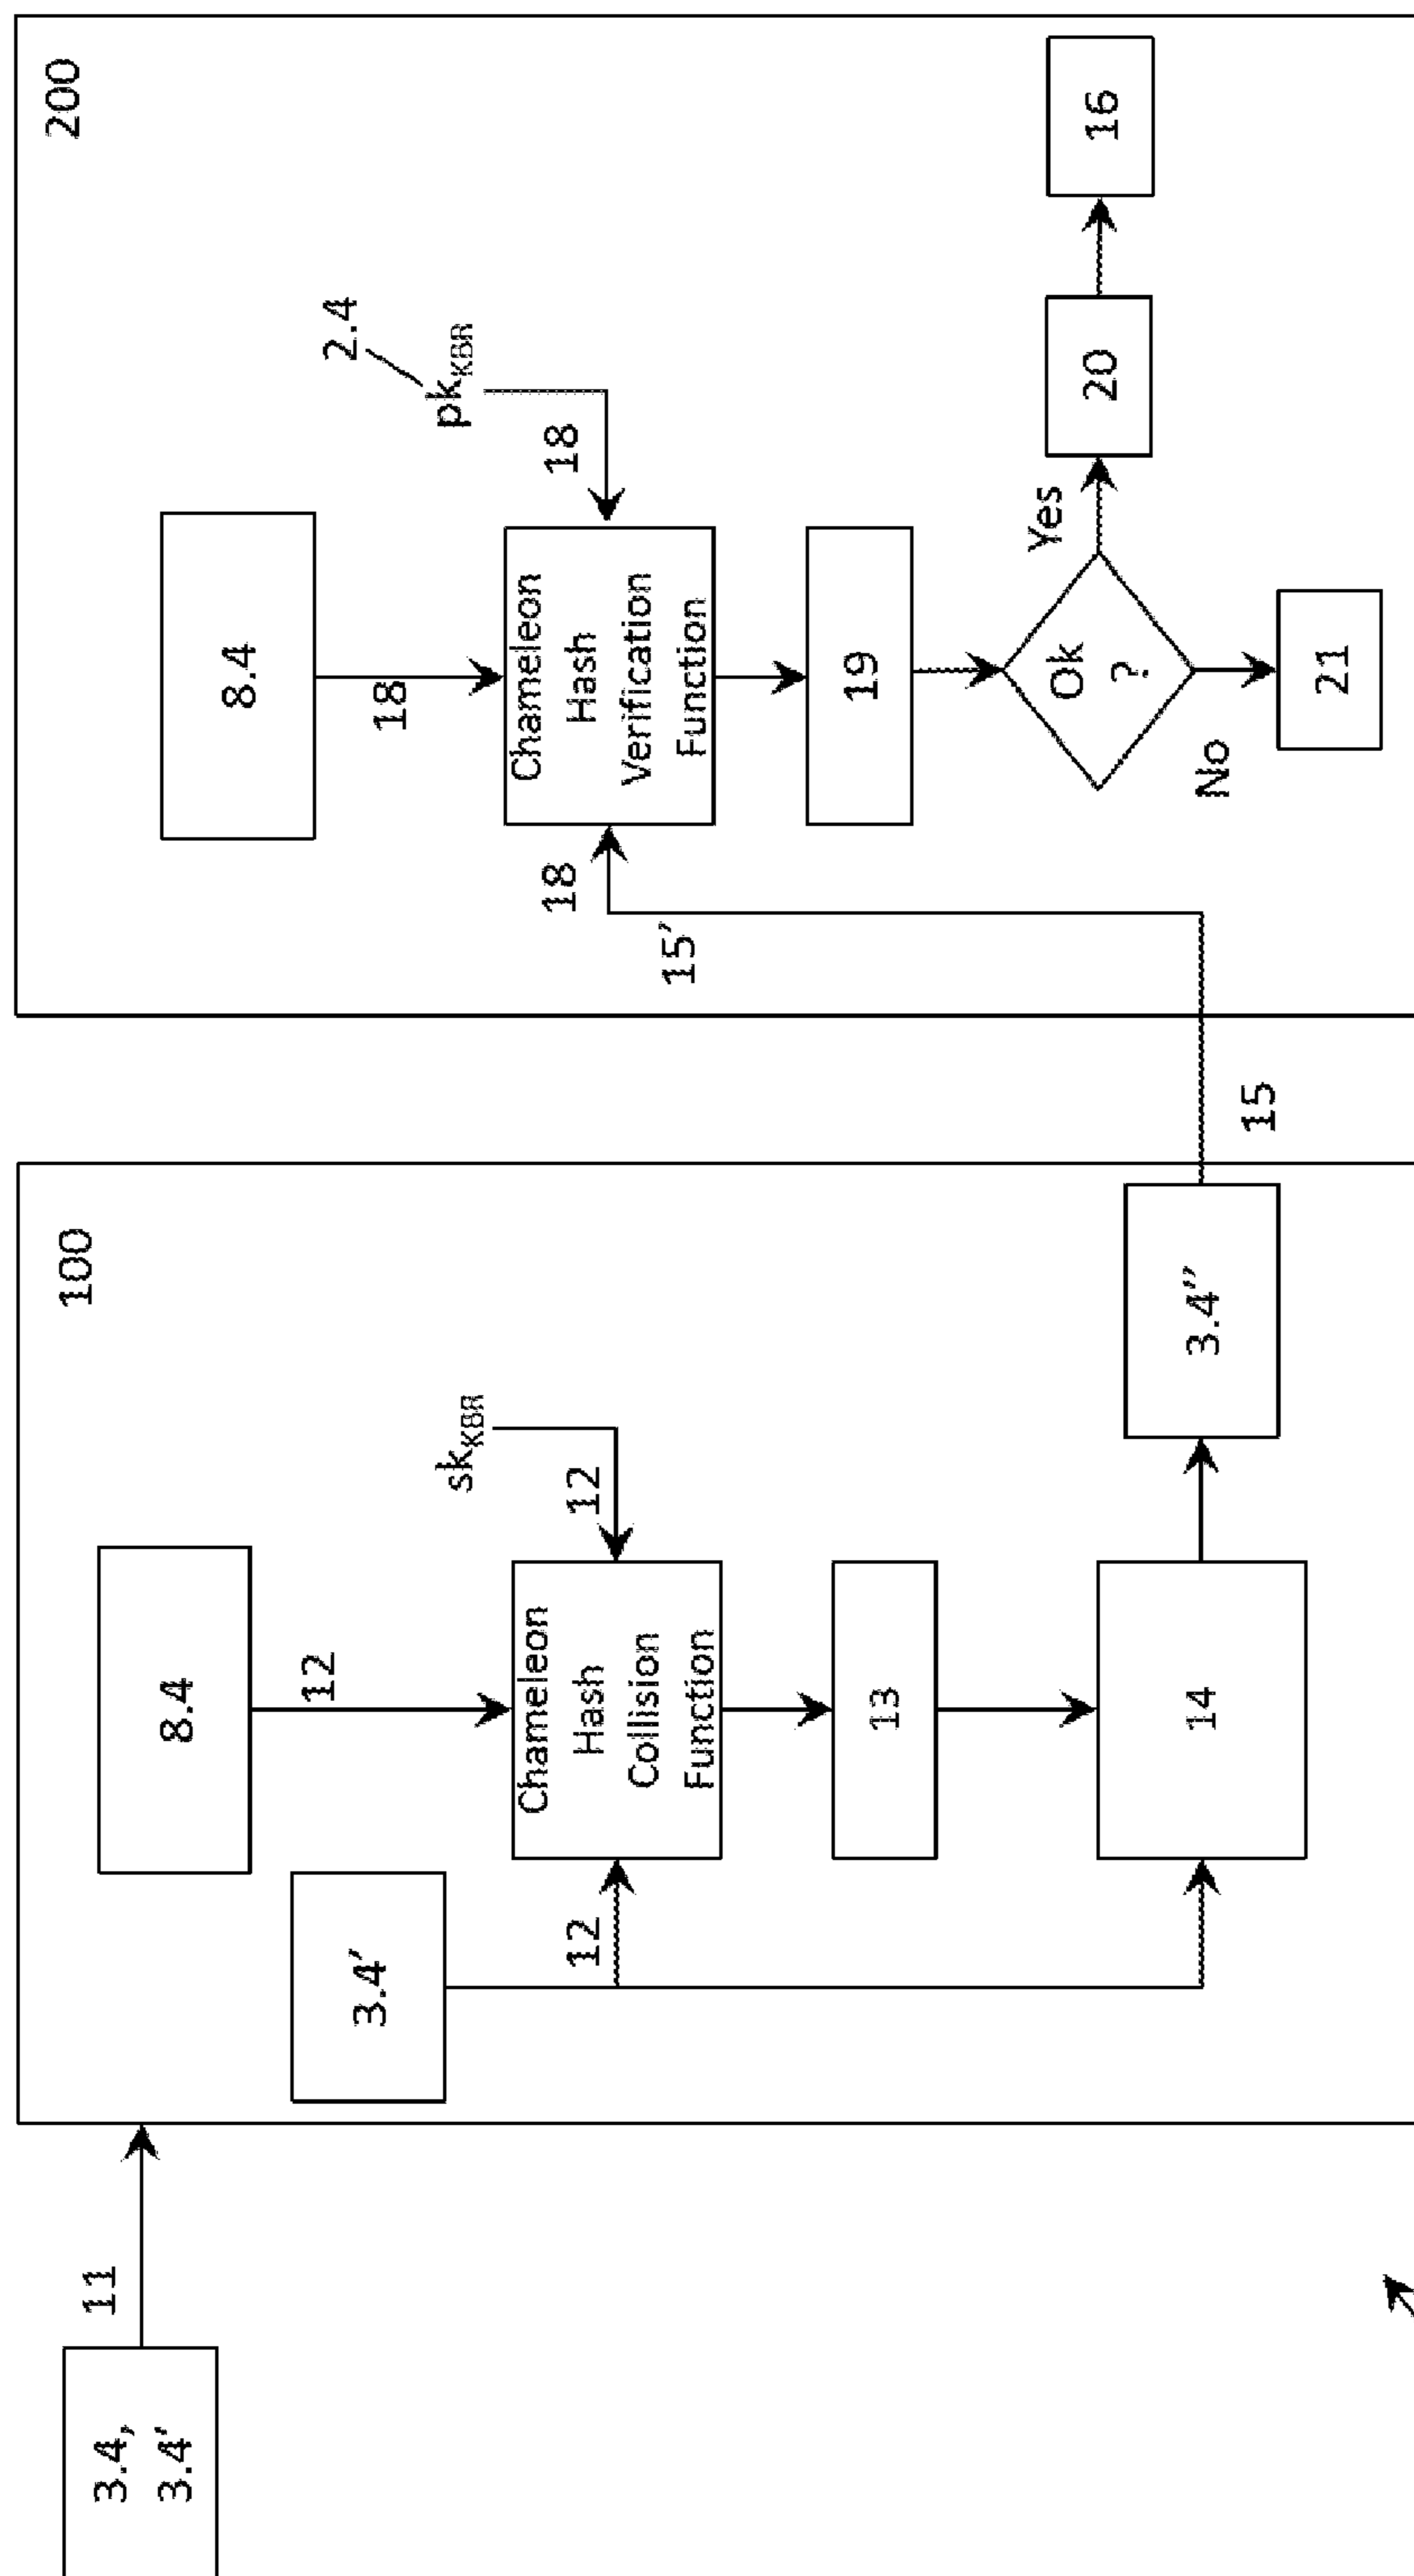 3.4,
3.4'
11
100
3.4'
8.4
12
12
sk_KBR
12
Chameleon
Hash
Collision
Function
13
14
3.4''
15
200
8.4
18
2.4
pk_KBR
18
15'
18
Chameleon
Hash
Verification
Function
19
Ok
?
Yes
No
20
16
21